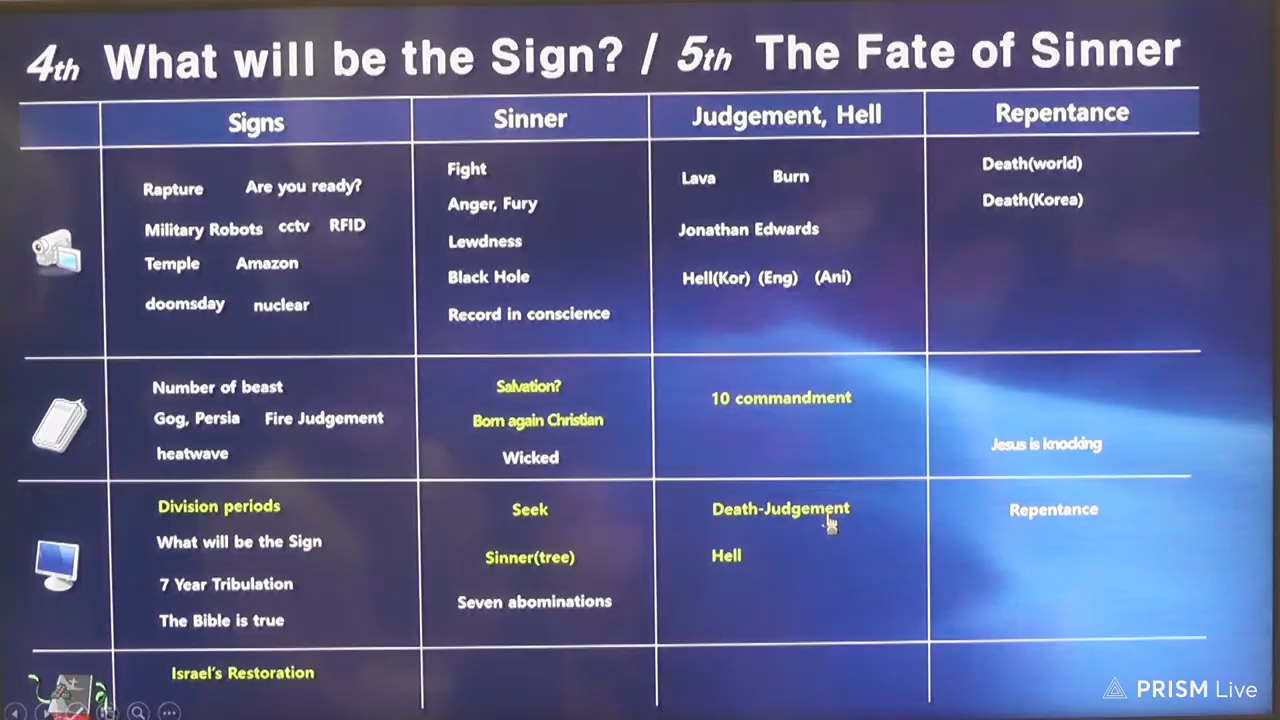 4th What will be the Sign? / 5th The Fate of Sinner
Signs Sinner Judgement, Hell Repentance
Rapture Are you ready?
Military Robots cctv RFID
Temple Amazon
doomsday nuclear
Fight
Anger, Fury
Lewdness
Black Hole
Record in conscience
Lava Burn
Jonathan Edwards
Hell(Kor) (Eng) (Ani)
Death(world)
Death(Korea)
Number of beast
Gog, Persia Fire Judgement
heatwave
Salvation?
Born again Christian
Wicked
10 commandment
Jesus is knocking
Division periods
What will be the Sign
7 Year Tribulation
The Bible is true
Seek
Sinner(tree)
Seven abominations
Death-Judgement
Hell
Repentance
Israel's Restoration
PRISM Live